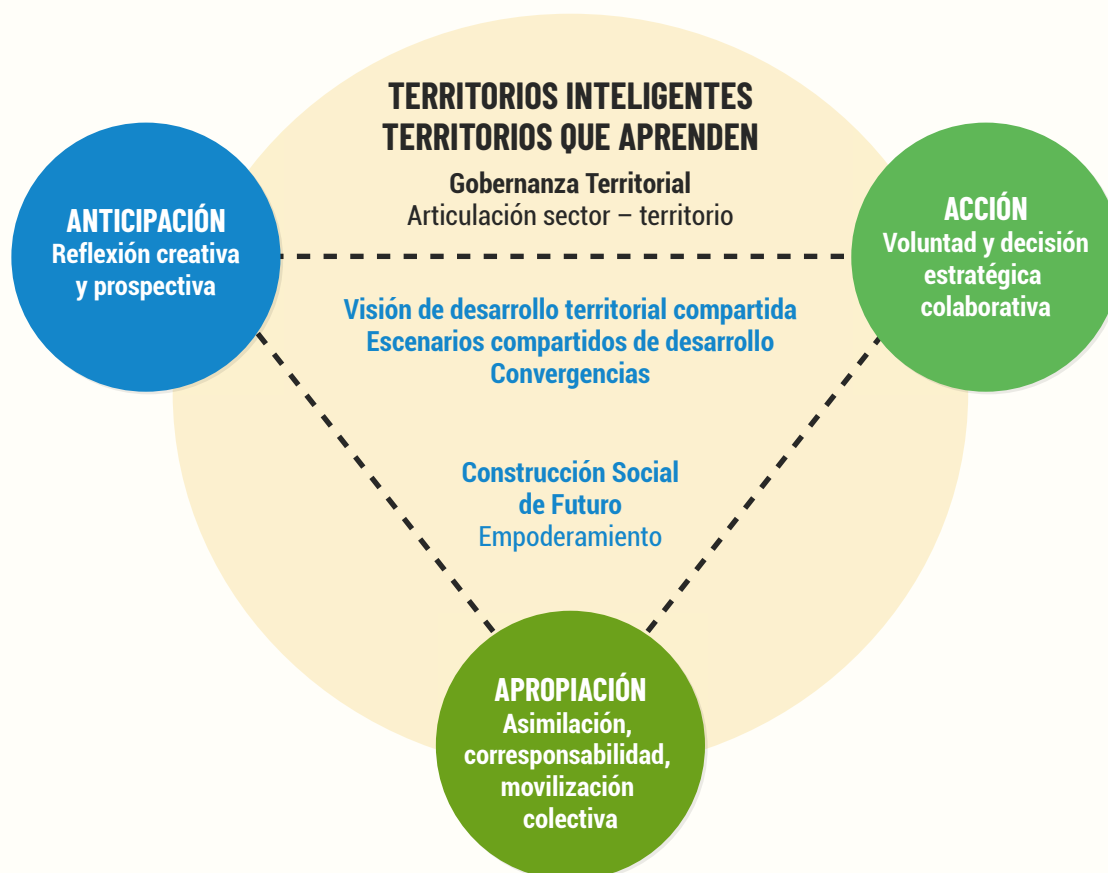 TERRITORIOS INTELIGENTES
TERRITORIOS QUE APRENDEN
Gobernanza Territorial
Articulación sector – territorio
ANTICIPACIÓN
Reflexión creativa
y prospectiva
ACCIÓN
Voluntad y decisión
estratégica
colaborativa
Visión de desarrollo territorial compartida
Escenarios compartidos de desarrollo
Convergencias
Construcción Social
de Futuro
Empoderamiento
APROPIACIÓN
Asimilación,
corresponsabilidad,
movilización
colectiva